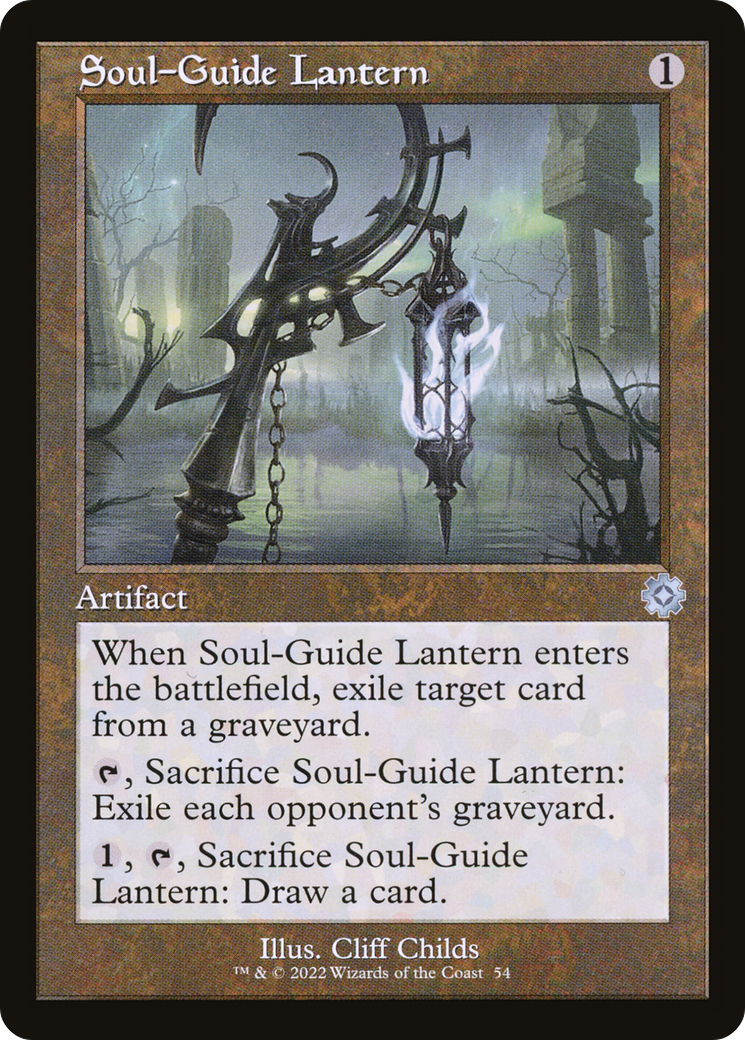 Soul-Guide Lantern 1
Artifact
When Soul-Guide Lantern enters
the battlefield, exile target card
from a graveyard.
, Sacrifice Soul-Guide Lantern:
Exile each opponent's graveyard.
1, , Sacrifice Soul-Guide
Lantern: Draw a card.
Illus. Cliff Childs
™ & © 2022 Wizards of the Coast 54